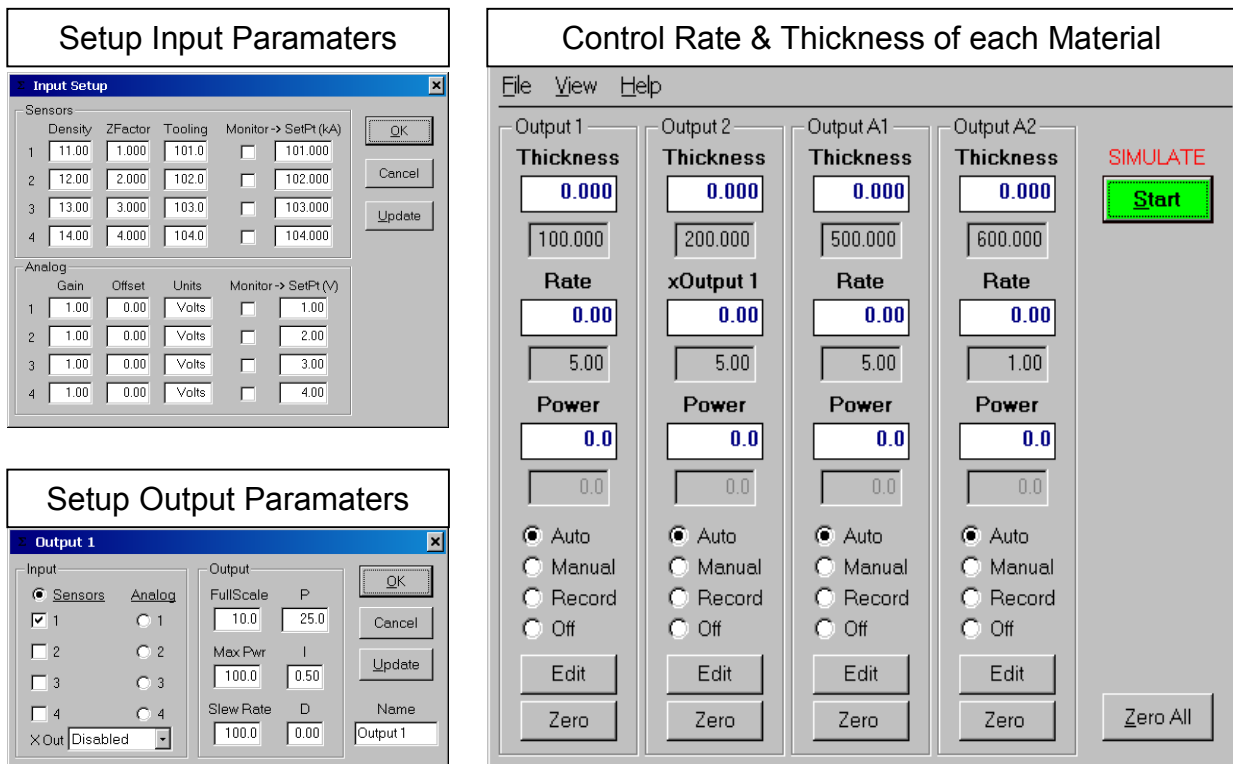 Setup Input Paramaters
Input Setup
Sensors
Density ZFactor Tooling Monitor -> SetPt (kA)
1 11.00 1.000 101.0 101.000
2 12.00 2.000 102.0 102.000
3 13.00 3.000 103.0 103.000
4 14.00 4.000 104.0 104.000
OK
Cancel
Update
Analog
Gain Offset Units Monitor -> SetPt (V)
1 1.00 0.00 Volts 1.00
2 1.00 0.00 Volts 2.00
3 1.00 0.00 Volts 3.00
4 1.00 0.00 Volts 4.00
Setup Output Paramaters
Output 1
Input
Sensors Analog
1 1
2 2
3 3
4 4
X Out Disabled
Output
FullScale P
10.0 25.0
Max Pwr I
100.0 0.50
Slew Rate D
100.0 0.00
OK
Cancel
Update
Name
Output 1
Control Rate & Thickness of each Material
File View Help
Output 1 Output 2 Output A1 Output A2
Thickness Thickness Thickness Thickness
0.000 0.000 0.000 0.000
100.000 200.000 500.000 600.000
Rate xOutput 1 Rate Rate
0.00 0.00 0.00 0.00
5.00 5.00 5.00 1.00
Power Power Power Power
0.0 0.0 0.0 0.0
0.0 0.0 0.0 0.0
Auto Auto Auto Auto
Manual Manual Manual Manual
Record Record Record Record
Off Off Off Off
Edit Edit Edit Edit
Zero Zero Zero Zero
SIMULATE
Start
Zero All